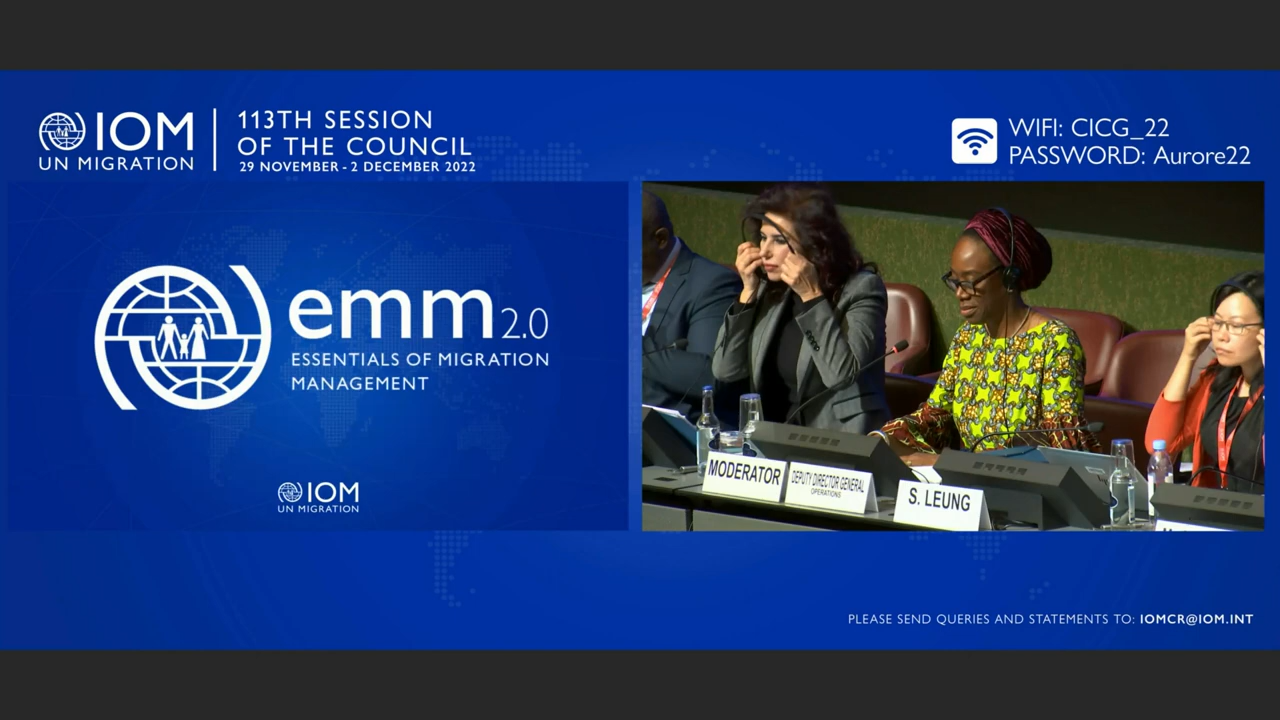 IOM
UN MIGRATION
113TH SESSION
OF THE COUNCIL
29 NOVEMBER - 2 DECEMBER 2022
WIFI: CICG_22
PASSWORD: Aurore22
emm2.0
ESSENTIALS OF MIGRATION
MANAGEMENT
IOM
UN MIGRATION
MODERATOR
DEPUTY DIRECTOR GENERAL
OPERATIONS
S. LEUNG
PLEASE SEND QUERIES AND STATEMENTS TO: IOMCR@IOM.INT